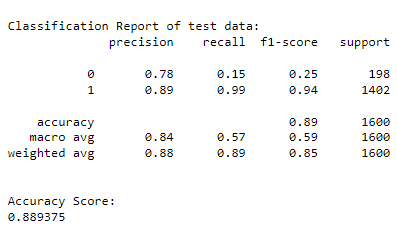 Classification Report of test data:
precision recall f1-score support
0 0.78 0.15 0.25 198
1 0.89 0.99 0.94 1402
accuracy 0.89 1600
macro avg 0.84 0.57 0.59 1600
weighted avg 0.88 0.89 0.85 1600
Accuracy Score:
0.889375